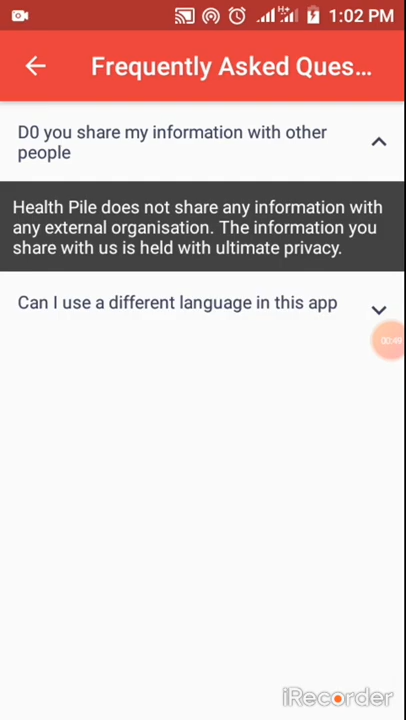 1:02 PM
Frequently Asked Ques...
D0 you share my information with other
people
Health Pile does not share any information with
any external organisation. The information you
share with us is held with ultimate privacy.
Can I use a different language in this app
00:49
iRecorder